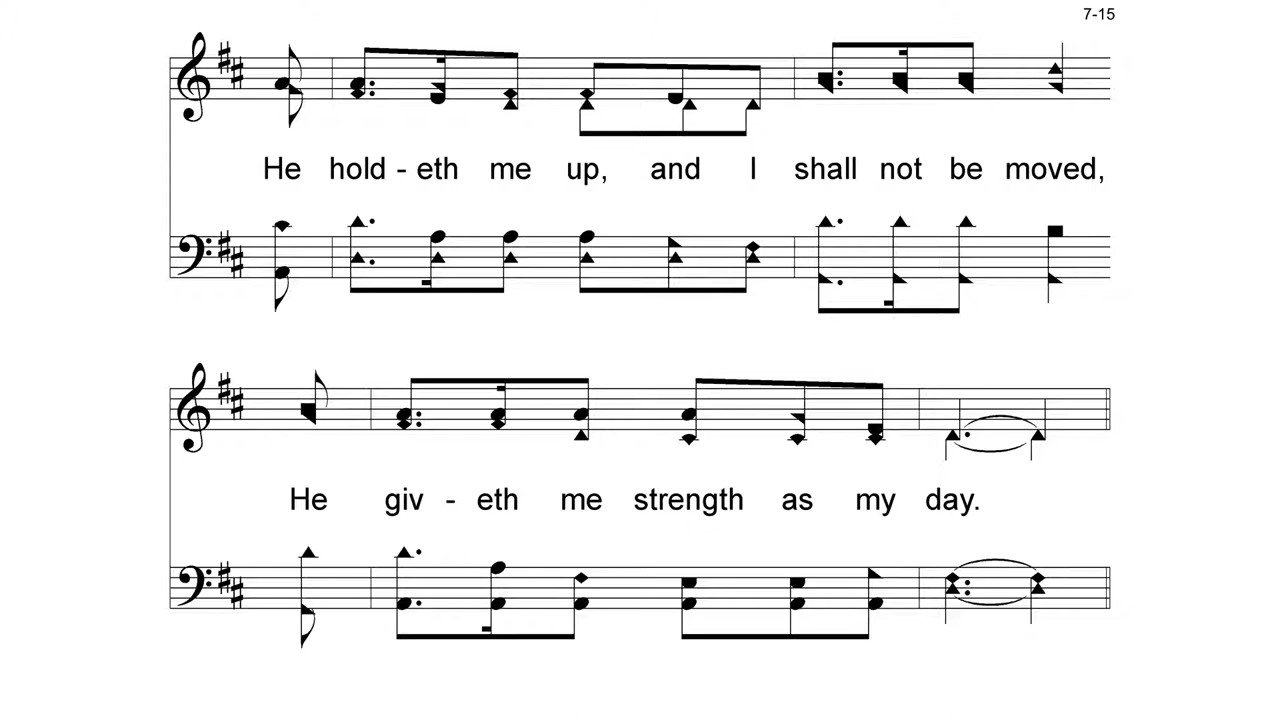 7-15
He hold - eth me up, and I shall not be moved,
He giv - eth me strength as my day.